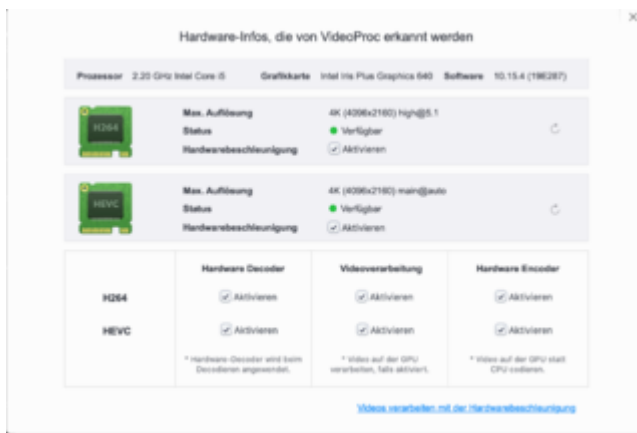 Hardware-Infos, die von VideoProc erkannt werden
Prozessor 2.20 GHz Intel Core i5 Grafikkarte Intel Iris Plus Graphics 640 Software 10.15.4 (19E287)
H264
Max. Auflösung 4K (4096x2160) high@5.1
Status Verfügbar
Hardwarebeschleunigung Aktivieren
HEVC
Max. Auflösung 4K (4096x2160) main@auto
Status Verfügbar
Hardwarebeschleunigung Aktivieren
Hardware Decoder Videoverarbeitung Hardware Encoder
H264 Aktivieren Aktivieren Aktivieren
HEVC Aktivieren Aktivieren Aktivieren
* Hardware-Decoder wird beim * Video auf der GPU * Video auf der GPU statt
Decodieren angewendet. verarbeiten, falls aktiviert. CPU codieren.
Videos verarbeiten mit der Hardwarebeschleunigung